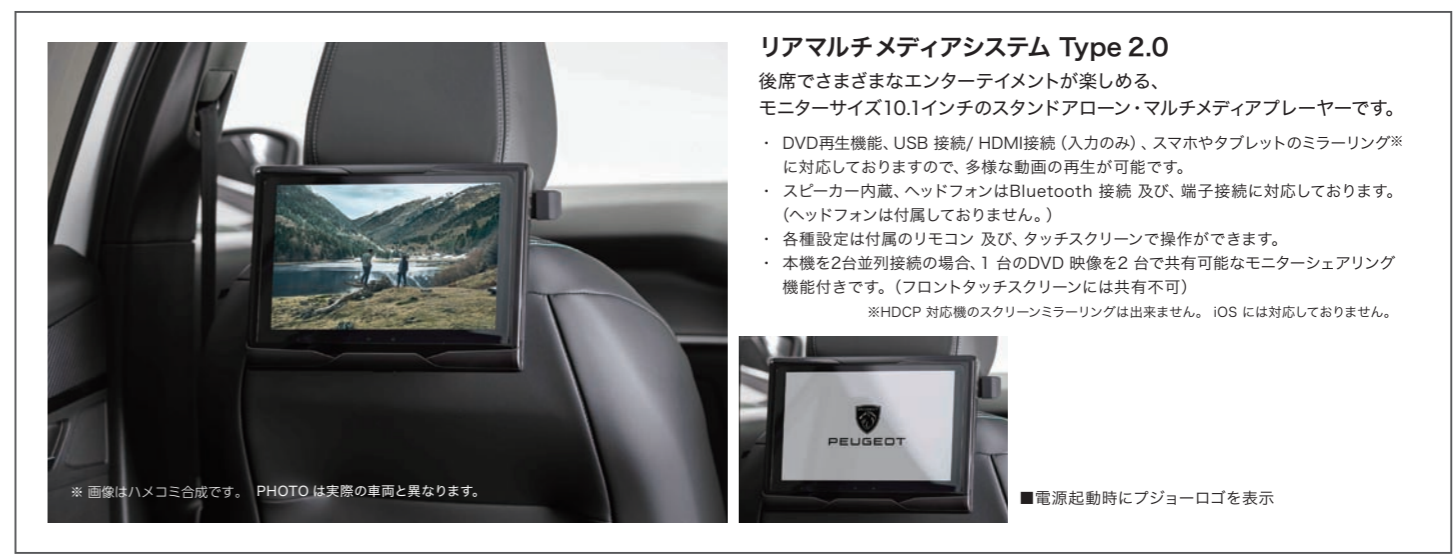 リアマルチメディアシステム Type 2.0
後席でさまざまなエンターテイメントが楽しめる、
モニターサイズ10.1インチのスタンドアローン・マルチメディアプレーヤーです。
・ DVD再生機能、USB 接続/ HDMI接続（入力のみ）、スマホやタブレットのミラーリング※
に対応しておりますので、多様な動画の再生が可能です。
・ スピーカー内蔵、ヘッドフォンはBluetooth 接続 及び、端子接続に対応しております。
（ヘッドフォンは付属しておりません。）
・ 各種設定は付属のリモコン 及び、タッチスクリーンで操作ができます。
・ 本機を2台並列接続の場合、1 台のDVD 映像を2 台で共有可能なモニターシェアリング
機能付きです。（フロントタッチスクリーンには共有不可）
※HDCP 対応機のスクリーンミラーリングは出来ません。 iOS には対応しておりません。
※ 画像はハメコミ合成です。 PHOTO は実際の車両と異なります。
PEUGEOT
■電源起動時にプジョーロゴを表示